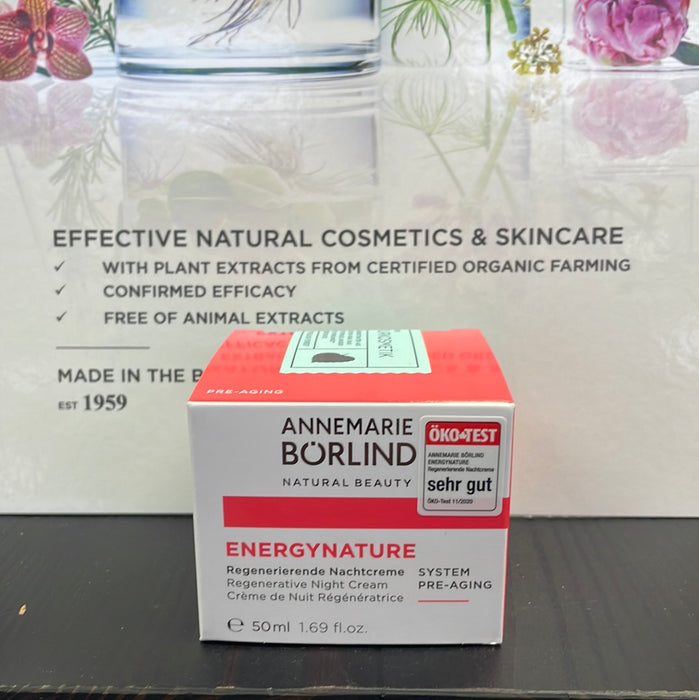 EFFECTIVE NATURAL COSMETICS & SKINCARE
✓ WITH PLANT EXTRACTS FROM CERTIFIED ORGANIC FARMING
✓ CONFIRMED EFFICACY
✓ FREE OF ANIMAL EXTRACTS
MADE IN THE B
EST 1959
PRE-AGING
ANNEMARIE
BÖRLIND
NATURAL BEAUTY
ÖKO-TEST
ANNEMARIE BÖRLIND
ENERGYNATURE
Regenerierende Nachtcreme
sehr gut
ÖKO-Test 11/2020
ENERGYNATURE
Regenerierende Nachtcreme
Regenerative Night Cream
Crème de Nuit Régénératrice
SYSTEM
PRE-AGING
℮ 50ml 1.69 fl.oz.